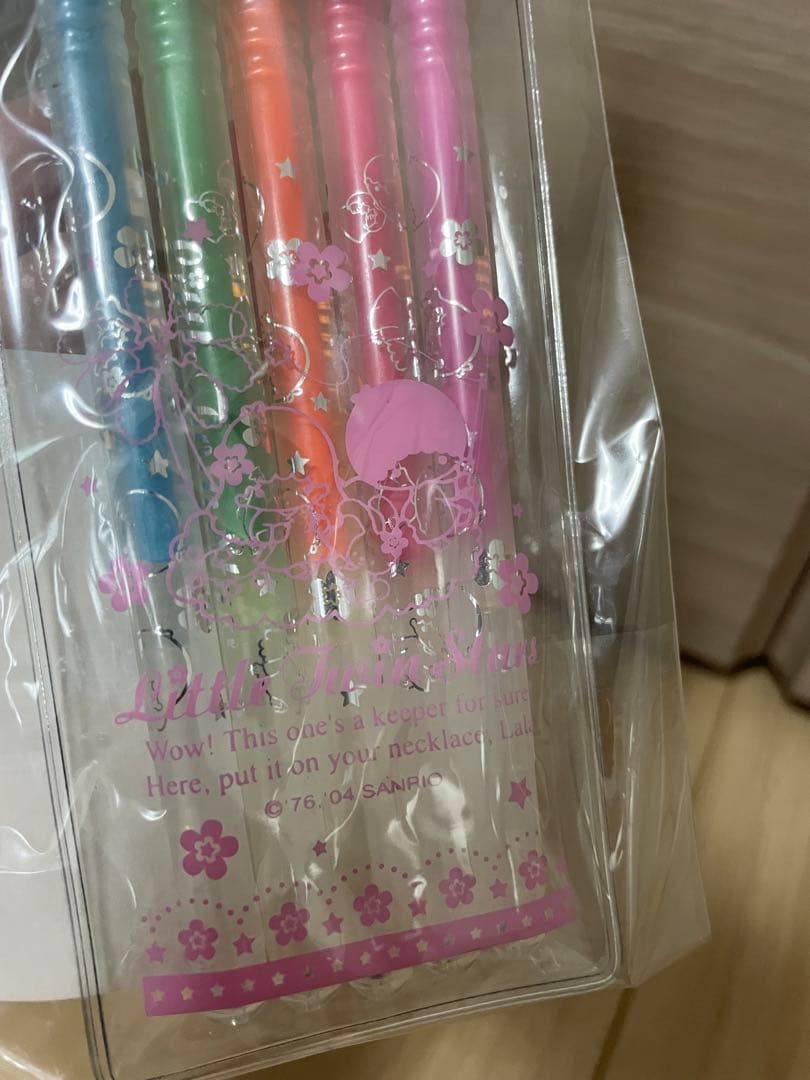 Little Twin Stars
Wow! This one's a keeper for sure
Here, put it on your necklace, Lala
©'76,'04 SANRIO